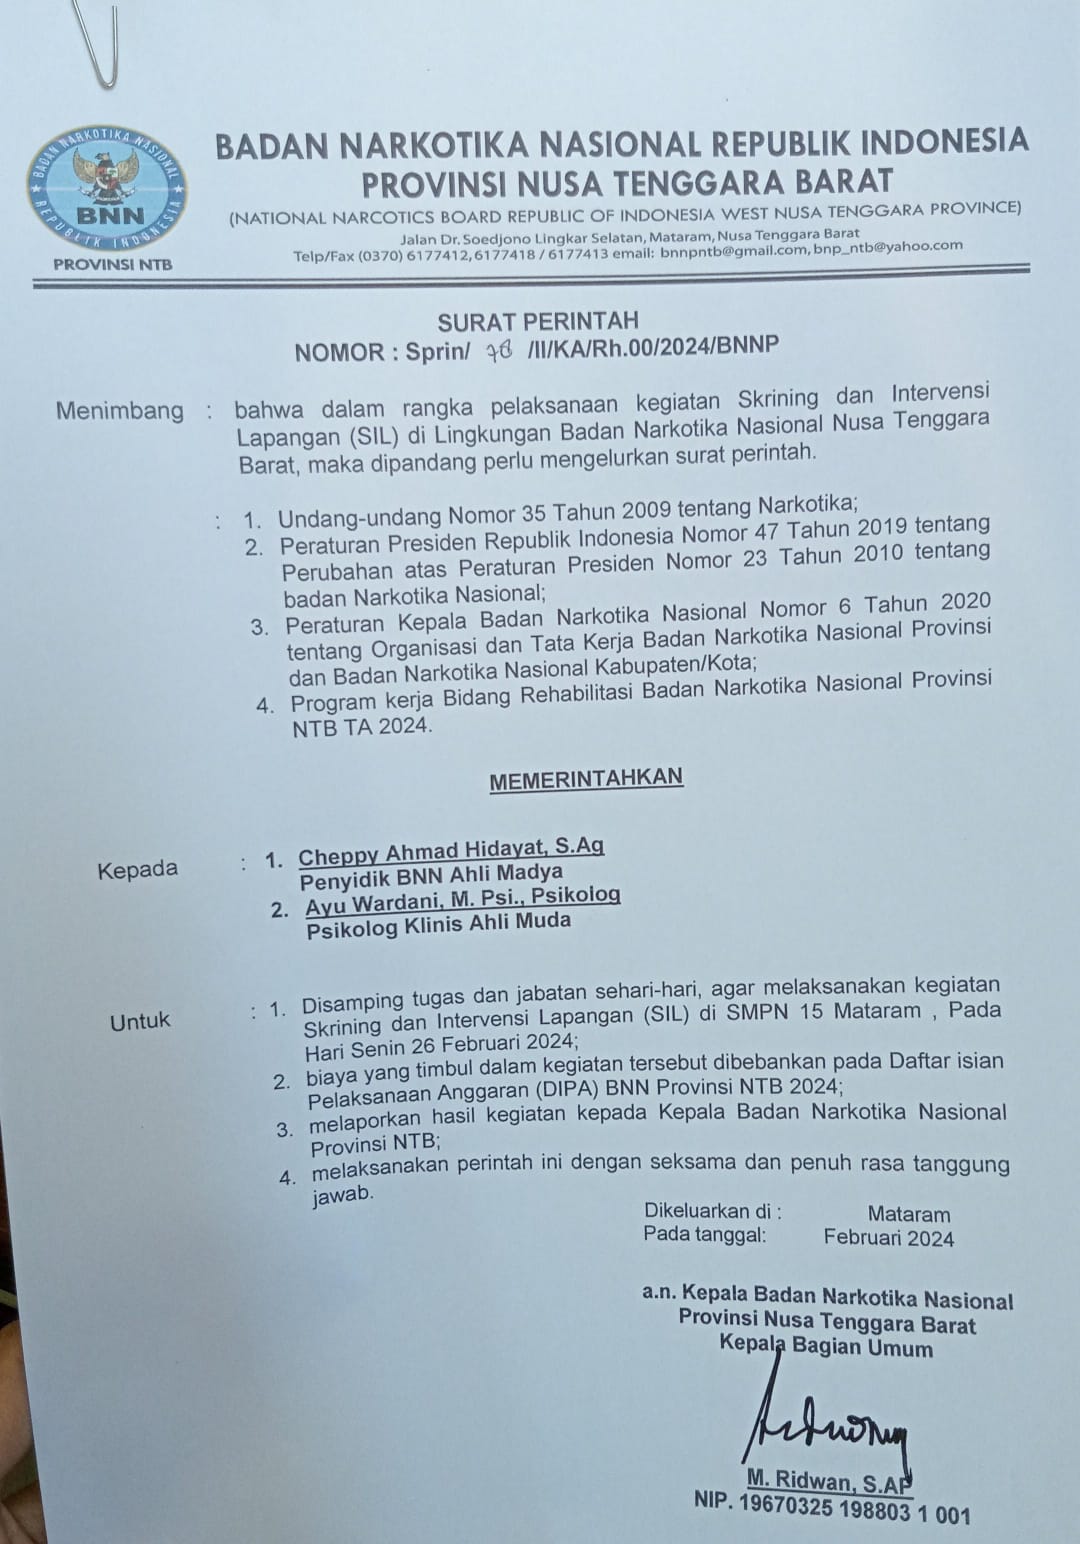 BADAN NARKOTIKA NASIONAL
REPUBLIK INDONESIA
BNN
PROVINSI NTB
BADAN NARKOTIKA NASIONAL REPUBLIK INDONESIA
PROVINSI NUSA TENGGARA BARAT
(NATIONAL NARCOTICS BOARD REPUBLIC OF INDONESIA WEST NUSA TENGGARA PROVINCE)
Jalan Dr. Soedjono Lingkar Selatan, Mataram, Nusa Tenggara Barat
Telp/Fax (0370) 6177412, 6177418 / 6177413 email: bnnpntb@gmail.com, bnp_ntb@yahoo.com
SURAT PERINTAH
NOMOR : Sprin/ 78 /II/KA/Rh.00/2024/BNNP
Menimbang : bahwa dalam rangka pelaksanaan kegiatan Skrining dan Intervensi
Lapangan (SIL) di Lingkungan Badan Narkotika Nasional Nusa Tenggara
Barat, maka dipandang perlu mengelurkan surat perintah.
: 1. Undang-undang Nomor 35 Tahun 2009 tentang Narkotika;
2. Peraturan Presiden Republik Indonesia Nomor 47 Tahun 2019 tentang
Perubahan atas Peraturan Presiden Nomor 23 Tahun 2010 tentang
badan Narkotika Nasional;
3. Peraturan Kepala Badan Narkotika Nasional Nomor 6 Tahun 2020
tentang Organisasi dan Tata Kerja Badan Narkotika Nasional Provinsi
dan Badan Narkotika Nasional Kabupaten/Kota;
4. Program kerja Bidang Rehabilitasi Badan Narkotika Nasional Provinsi
NTB TA 2024.
MEMERINTAHKAN
Kepada : 1. Cheppy Ahmad Hidayat, S.Ag
Penyidik BNN Ahli Madya
2. Ayu Wardani, M. Psi., Psikolog
Psikolog Klinis Ahli Muda
Untuk : 1. Disamping tugas dan jabatan sehari-hari, agar melaksanakan kegiatan
Skrining dan Intervensi Lapangan (SIL) di SMPN 15 Mataram , Pada
Hari Senin 26 Februari 2024;
2. biaya yang timbul dalam kegiatan tersebut dibebankan pada Daftar isian
Pelaksanaan Anggaran (DIPA) BNN Provinsi NTB 2024;
3. melaporkan hasil kegiatan kepada Kepala Badan Narkotika Nasional
Provinsi NTB;
4. melaksanakan perintah ini dengan seksama dan penuh rasa tanggung
jawab.
Dikeluarkan di : Mataram
Pada tanggal: Februari 2024
a.n. Kepala Badan Narkotika Nasional
Provinsi Nusa Tenggara Barat
Kepala Bagian Umum
M. Ridwan, S.AP
NIP. 19670325 198803 1 001